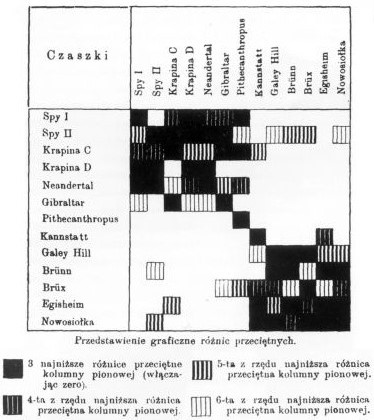 Czaszki
Spy I
Spy II
Krapina C
Krapina D
Neandertal
Gibraltar
Pithecanthropus
Kannstatt
Galey Hill
Brünn
Brüx
Egisheim
Nowosiołka
Spy I
Spy II
Krapina C
Krapina D
Neandertal
Gibraltar
Pithecanthropus
Kannstatt
Galey Hill
Brünn
Brüx
Egisheim
Nowosiołka
Przedstawienie graficzne różnic przeciętnych.
3 najniższe różnice przeciętne
kolumny pionowej (włącza-
jąc zero).
4-ta z rzędu najniższa różnica
przeciętna kolumny pionowej.
5-ta z rzędu najniższa różnica
przeciętna kolumny pionowej.
6-ta z rzędu najniższa różnica
przeciętna kolumny pionowej.